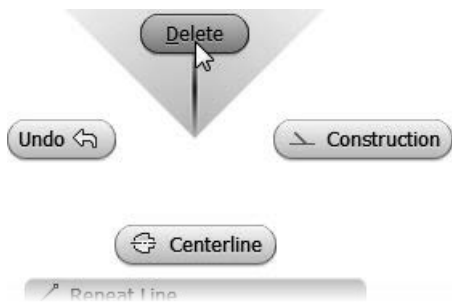 Delete
Undo
Construction
Centerline
Repeat Line